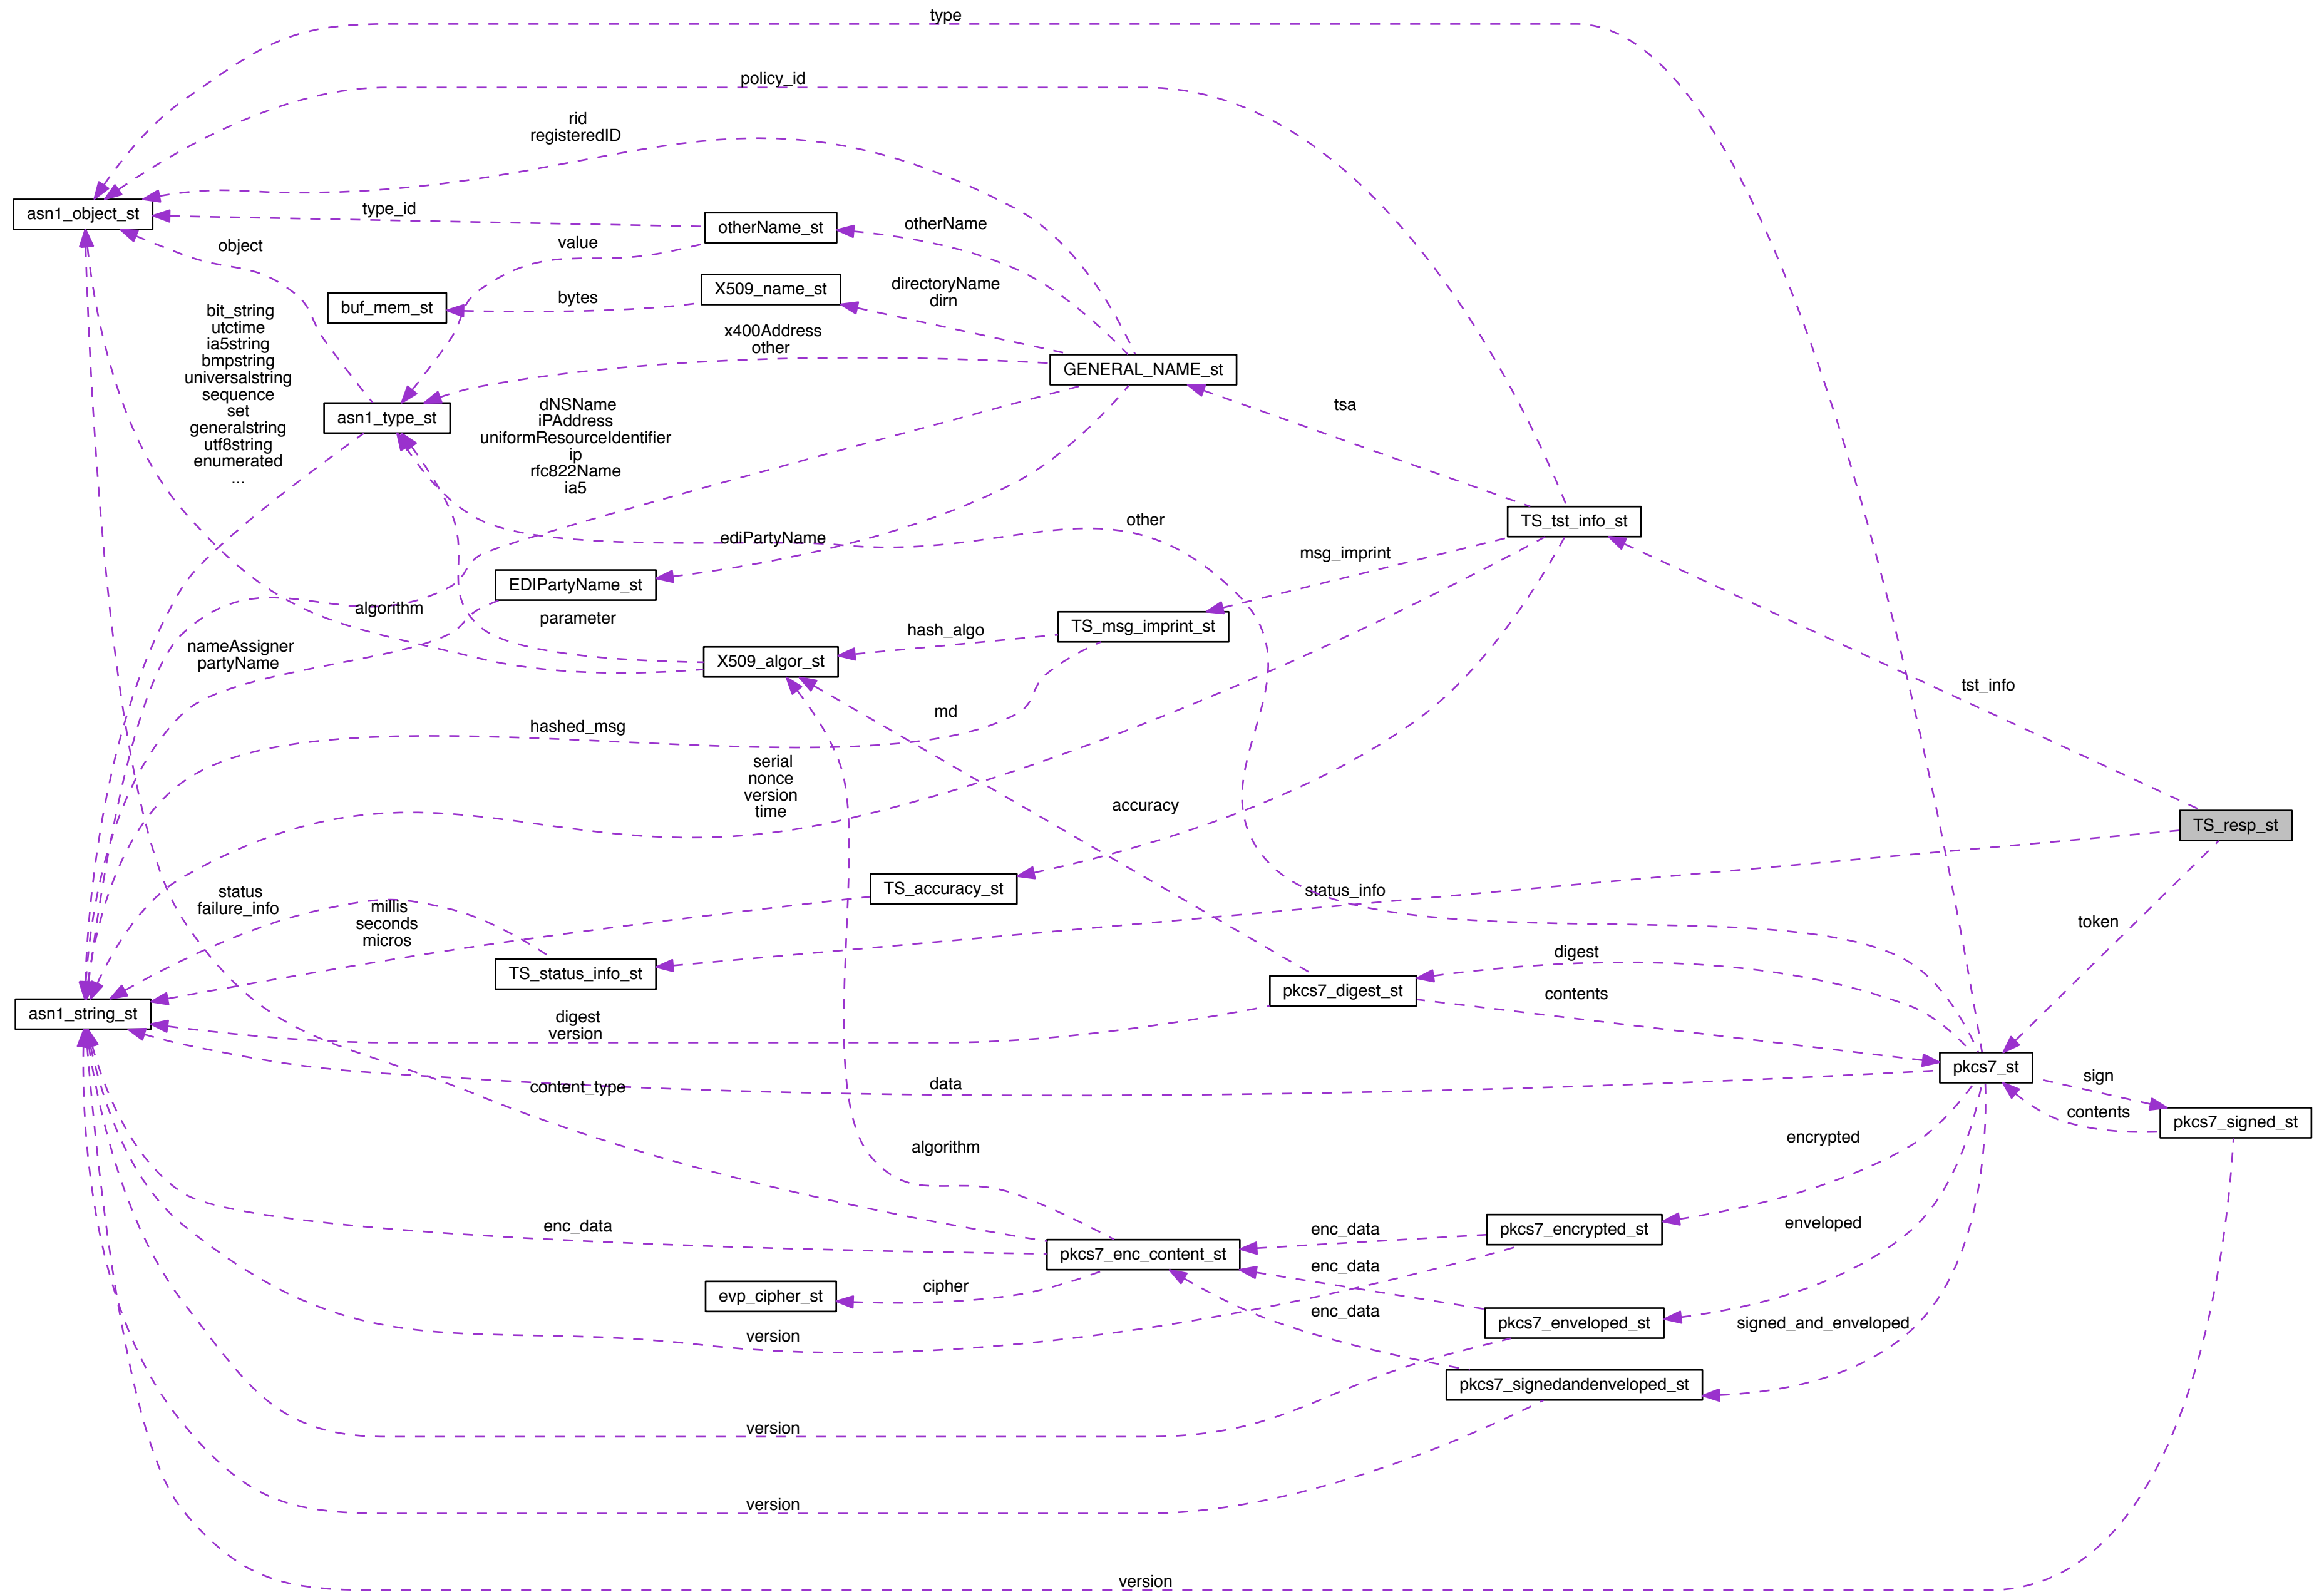 type
policy_id
rid
registeredID
asn1_object_st
type_id
otherName_st
otherName
object
value
X509_name_st
directoryName
dirn
buf_mem_st
bytes
bit_string
utctime
ia5string
bmpstring
universalstring
sequence
set
generalstring
utf8string
enumerated
...
x400Address
other
GENERAL_NAME_st
asn1_type_st
dNSName
iPAddress
uniformResourceIdentifier
ip
rfc822Name
ia5
tsa
other
TS_tst_info_st
ediPartyName
msg_imprint
EDIPartyName_st
algorithm
parameter
hash_algo
TS_msg_imprint_st
nameAssigner
partyName
X509_algor_st
tst_info
hashed_msg
md
serial
nonce
version
time
accuracy
TS_resp_st
TS_accuracy_st
status_info
status
failure_info
millis
seconds
micros
token
TS_status_info_st
digest
pkcs7_digest_st
contents
asn1_string_st
digest
version
pkcs7_st
content_type
data
sign
contents
pkcs7_signed_st
algorithm
encrypted
enc_data
pkcs7_enc_content_st
enc_data
pkcs7_encrypted_st
enveloped
enc_data
evp_cipher_st
cipher
enc_data
pkcs7_enveloped_st
signed_and_enveloped
version
pkcs7_signedandenveloped_st
version
version
version